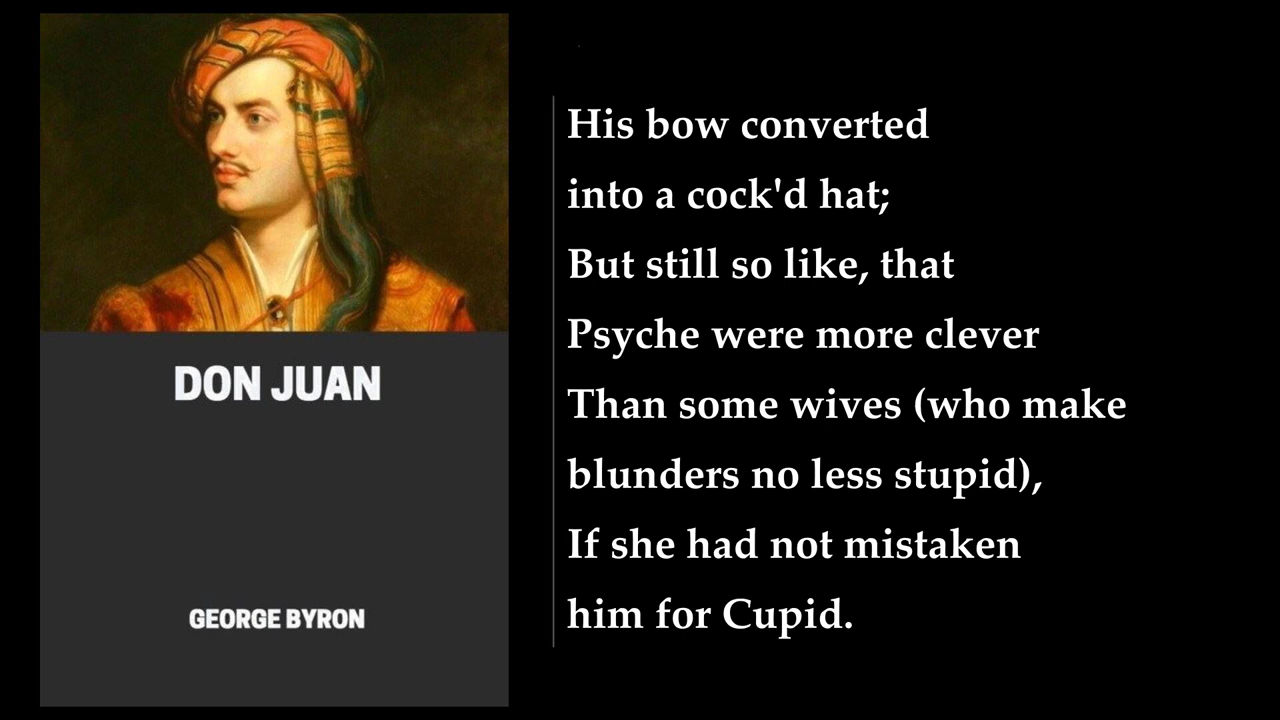 DON JUAN
GEORGE BYRON
His bow converted
into a cock'd hat;
But still so like, that
Psyche were more clever
Than some wives (who make
blunders no less stupid),
If she had not mistaken
him for Cupid.